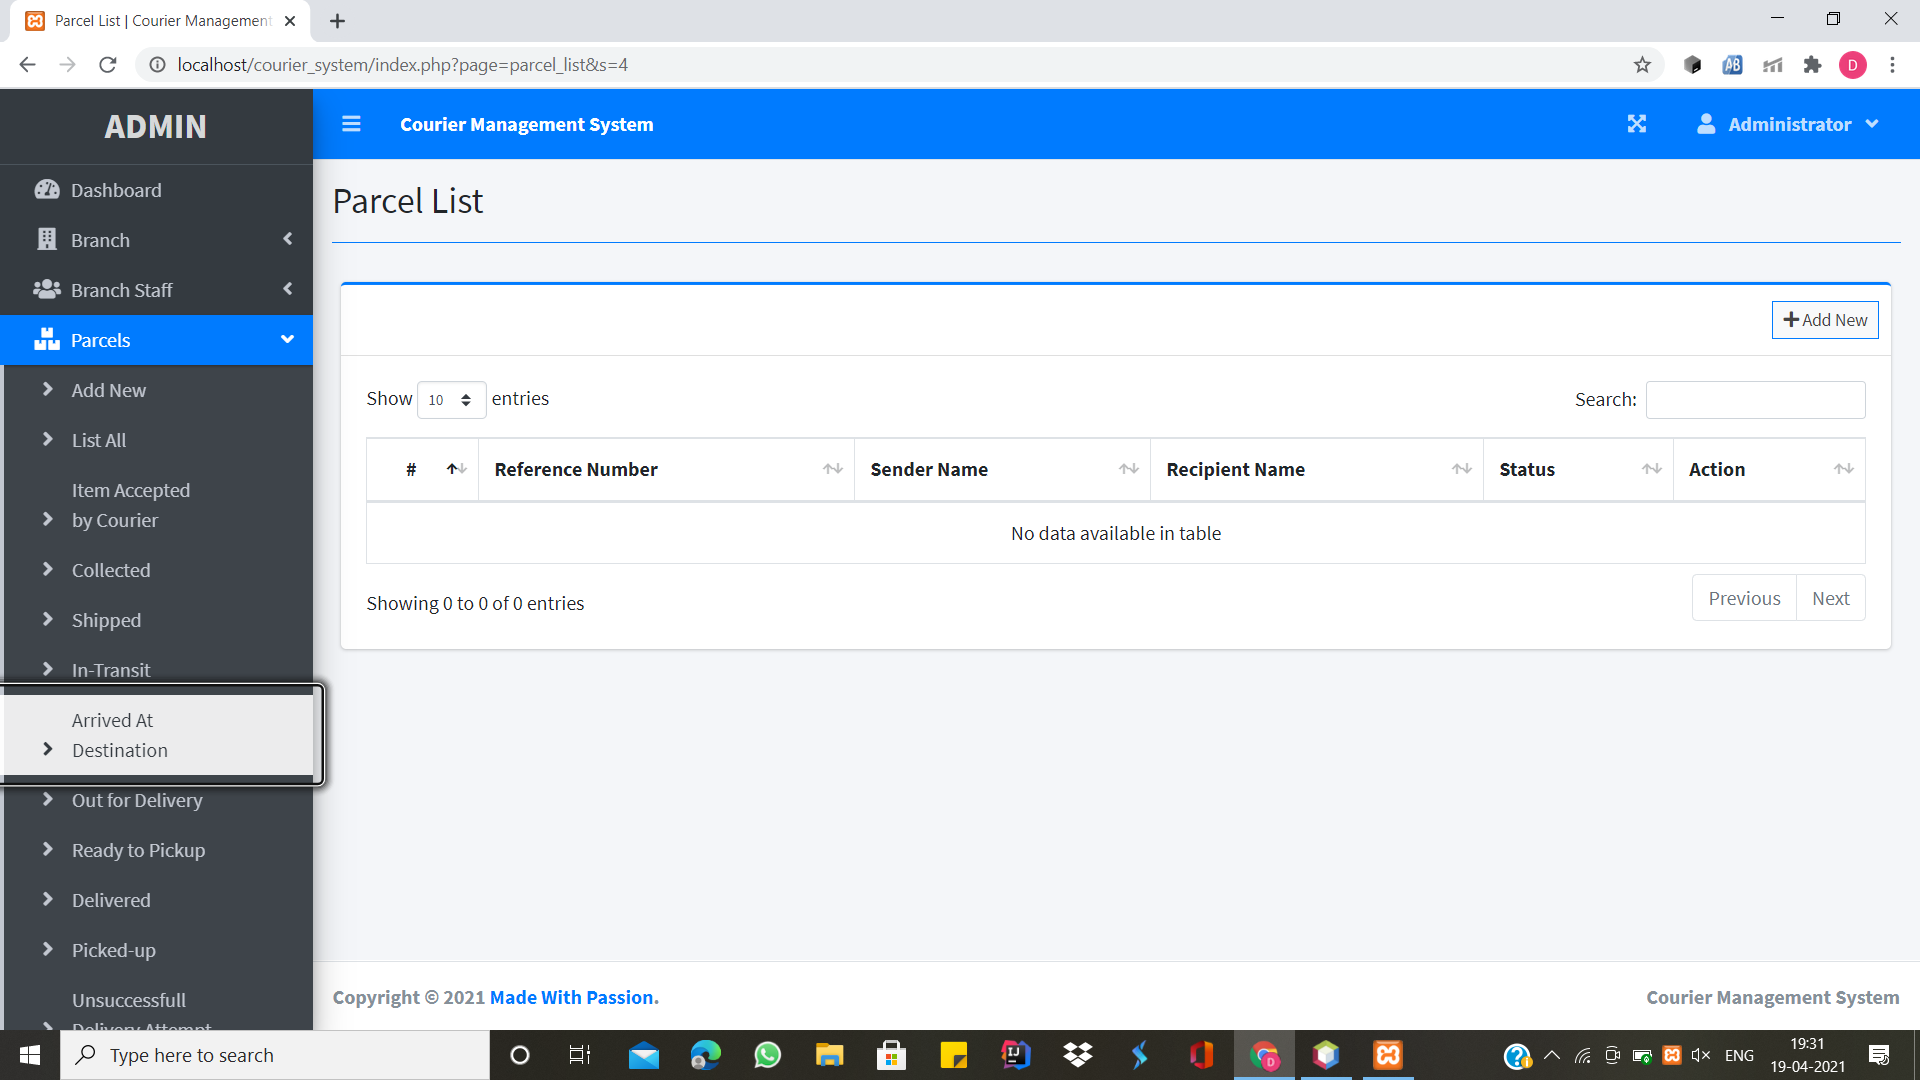 Parcel List | Courier Management
localhost/courier_system/index.php?page=parcel_list&s=4
AB
D
ADMIN
Courier Management System
Administrator
Dashboard
Branch
Branch Staff
Parcels
Add New
List All
Item Accepted
by Courier
Collected
Shipped
In-Transit
Arrived At
Destination
Out for Delivery
Ready to Pickup
Delivered
Picked-up
Unsuccessfull
Delivery Attempt
Parcel List
Add New
Show 10 entries
Search:
# Reference Number Sender Name Recipient Name Status Action
No data available in table
Showing 0 to 0 of 0 entries
Previous Next
Copyright © 2021 Made With Passion.
Courier Management System
Type here to search
ENG
19:31
19-04-2021